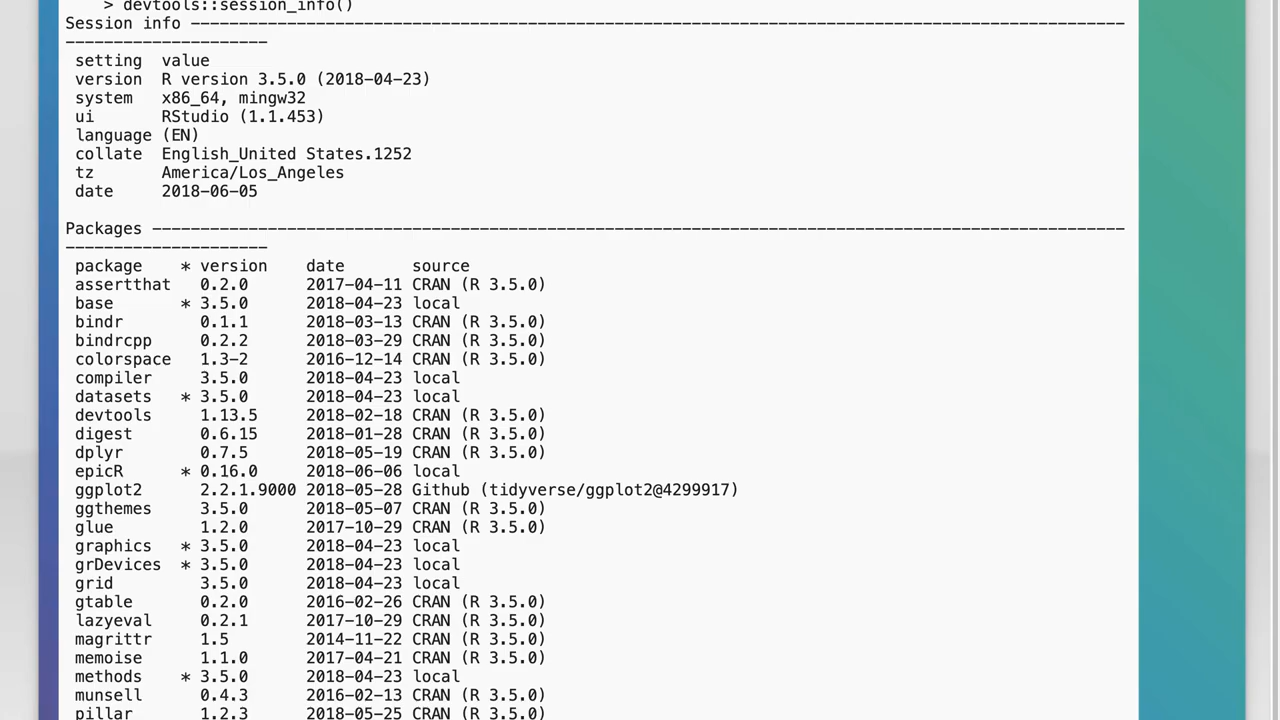 > devtools::session_info()
Session info --------------------------------------------------------------------------------------------------
---------------------
setting  value
version  R version 3.5.0 (2018-04-23)
system   x86_64, mingw32
ui       RStudio (1.1.453)
language (EN)
collate  English_United States.1252
tz       America/Los_Angeles
date     2018-06-05
Packages ------------------------------------------------------------------------------------------------------
---------------------
package    * version    date       source
assertthat   0.2.0      2017-04-11 CRAN (R 3.5.0)
base       * 3.5.0      2018-04-23 local
bindr        0.1.1      2018-03-13 CRAN (R 3.5.0)
bindrcpp     0.2.2      2018-03-29 CRAN (R 3.5.0)
colorspace   1.3-2      2016-12-14 CRAN (R 3.5.0)
compiler     3.5.0      2018-04-23 local
datasets   * 3.5.0      2018-04-23 local
devtools     1.13.5     2018-02-18 CRAN (R 3.5.0)
digest       0.6.15     2018-01-28 CRAN (R 3.5.0)
dplyr        0.7.5      2018-05-19 CRAN (R 3.5.0)
epicR      * 0.16.0     2018-06-06 local
ggplot2      2.2.1.9000 2018-05-28 Github (tidyverse/ggplot2@4299917)
ggthemes     3.5.0      2018-05-07 CRAN (R 3.5.0)
glue         1.2.0      2017-10-29 CRAN (R 3.5.0)
graphics   * 3.5.0      2018-04-23 local
grDevices  * 3.5.0      2018-04-23 local
grid         3.5.0      2018-04-23 local
gtable       0.2.0      2016-02-26 CRAN (R 3.5.0)
lazyeval     0.2.1      2017-10-29 CRAN (R 3.5.0)
magrittr     1.5        2014-11-22 CRAN (R 3.5.0)
memoise      1.1.0      2017-04-21 CRAN (R 3.5.0)
methods    * 3.5.0      2018-04-23 local
munsell      0.4.3      2016-02-13 CRAN (R 3.5.0)
pillar       1.2.3      2018-05-25 CRAN (R 3.5.0)